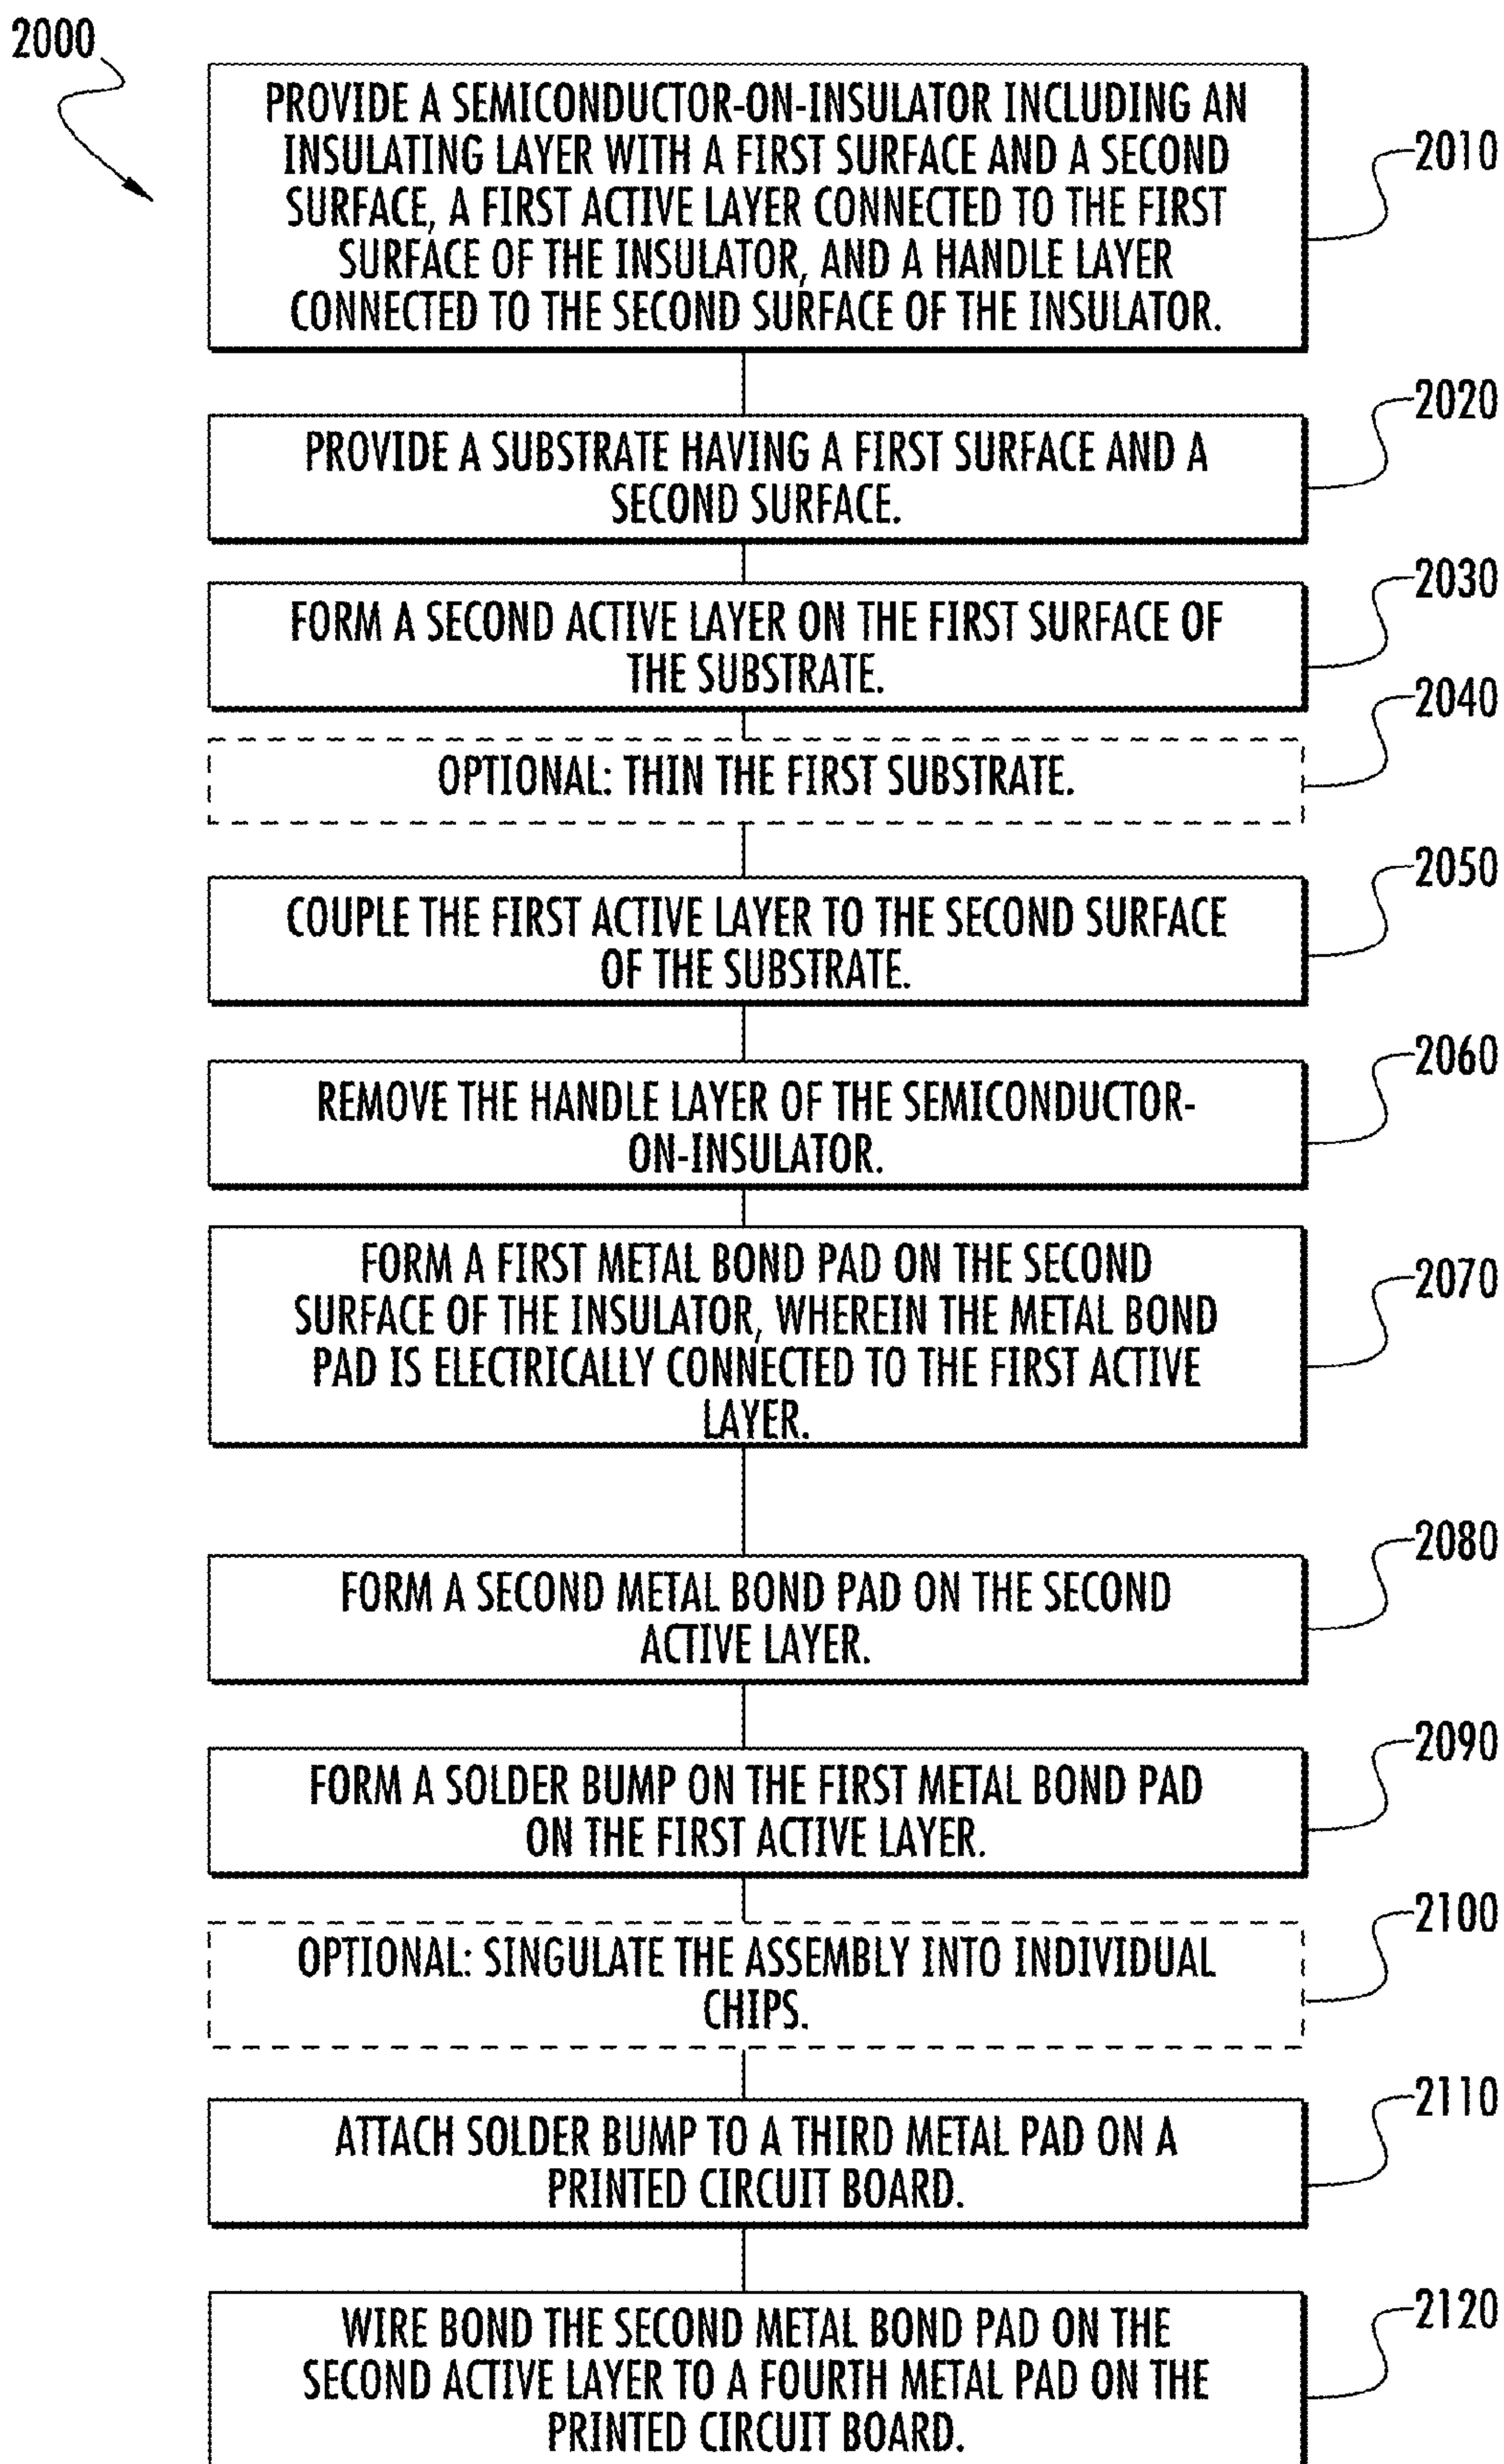 2000
PROVIDE A SEMICONDUCTOR-ON-INSULATOR INCLUDING AN
INSULATING LAYER WITH A FIRST SURFACE AND A SECOND
SURFACE, A FIRST ACTIVE LAYER CONNECTED TO THE FIRST
SURFACE OF THE INSULATOR, AND A HANDLE LAYER
CONNECTED TO THE SECOND SURFACE OF THE INSULATOR.
2010
PROVIDE A SUBSTRATE HAVING A FIRST SURFACE AND A
SECOND SURFACE.
2020
FORM A SECOND ACTIVE LAYER ON THE FIRST SURFACE OF
THE SUBSTRATE.
2030
OPTIONAL: THIN THE FIRST SUBSTRATE.
2040
COUPLE THE FIRST ACTIVE LAYER TO THE SECOND SURFACE
OF THE SUBSTRATE.
2050
REMOVE THE HANDLE LAYER OF THE SEMICONDUCTOR-
ON-INSULATOR.
2060
FORM A FIRST METAL BOND PAD ON THE SECOND
SURFACE OF THE INSULATOR, WHEREIN THE METAL BOND
PAD IS ELECTRICALLY CONNECTED TO THE FIRST ACTIVE
LAYER.
2070
FORM A SECOND METAL BOND PAD ON THE SECOND
ACTIVE LAYER.
2080
FORM A SOLDER BUMP ON THE FIRST METAL BOND PAD
ON THE FIRST ACTIVE LAYER.
2090
OPTIONAL: SINGULATE THE ASSEMBLY INTO INDIVIDUAL
CHIPS.
2100
ATTACH SOLDER BUMP TO A THIRD METAL PAD ON A
PRINTED CIRCUIT BOARD.
2110
WIRE BOND THE SECOND METAL BOND PAD ON THE
SECOND ACTIVE LAYER TO A FOURTH METAL PAD ON THE
PRINTED CIRCUIT BOARD.
2120